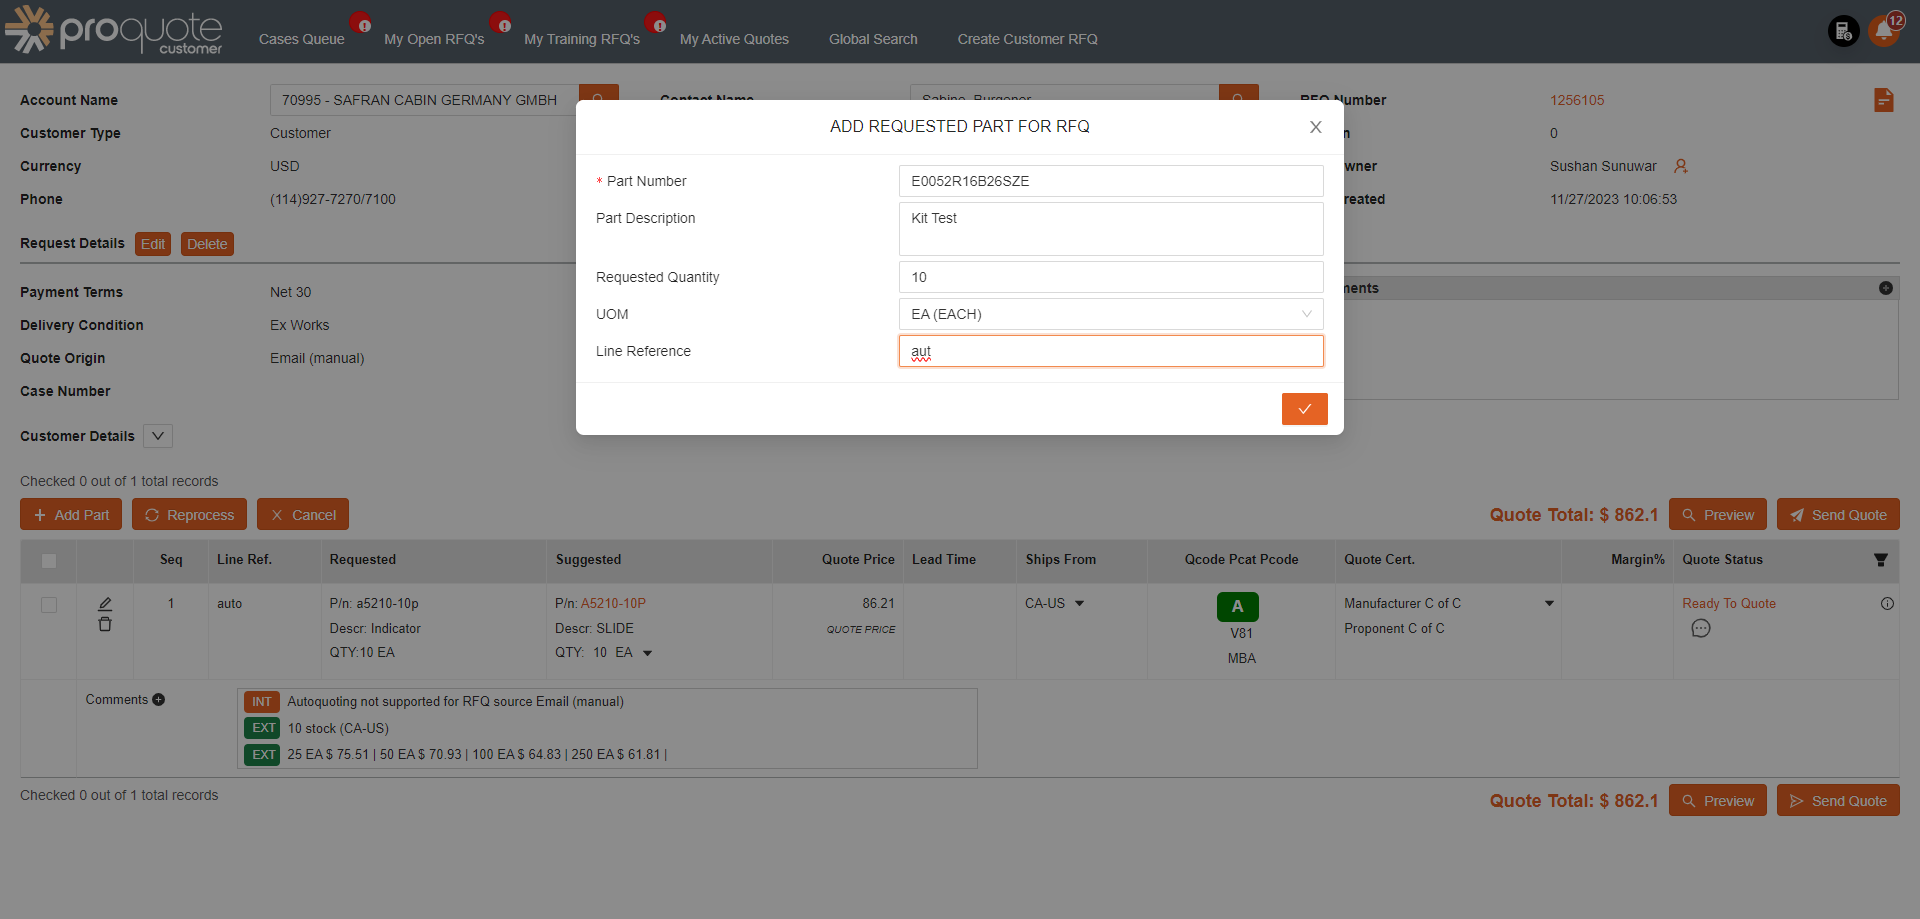 proquote
customer
Cases Queue
My Open RFQ's
My Training RFQ's
My Active Quotes
Global Search
Create Customer RFQ
12
Account Name
70995 - SAFRAN CABIN GERMANY GMBH
Contact Name
Sabine Burgener
RFQ Number
1256105
Customer Type
Customer
n
0
Currency
USD
wner
Sushan Sunuwar
Phone
(114)927-7270/7100
reated
11/27/2023 10:06:53
Request Details
Edit
Delete
Payment Terms
Net 30
ments
Delivery Condition
Ex Works
Quote Origin
Email (manual)
Case Number
Customer Details
ADD REQUESTED PART FOR RFQ
* Part Number
E0052R16B26SZE
Part Description
Kit Test
Requested Quantity
10
UOM
EA (EACH)
Line Reference
aut
Checked 0 out of 1 total records
Add Part
Reprocess
Cancel
Quote Total: $ 862.1
Preview
Send Quote
Seq
Line Ref.
Requested
Suggested
Quote Price
Lead Time
Ships From
Qcode Pcat Pcode
Quote Cert.
Margin%
Quote Status
1
auto
P/n: a5210-10p
Descr: Indicator
QTY:10 EA
P/n: A5210-10P
Descr: SLIDE
QTY: 10 EA
86.21
QUOTE PRICE
CA-US
A
V81
MBA
Manufacturer C of C
Proponent C of C
Ready To Quote
Comments
INT Autoquoting not supported for RFQ source Email (manual)
EXT 10 stock (CA-US)
EXT 25 EA $ 75.51 | 50 EA $ 70.93 | 100 EA $ 64.83 | 250 EA $ 61.81 |
Checked 0 out of 1 total records
Quote Total: $ 862.1
Preview
Send Quote